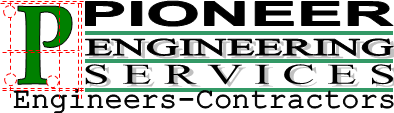 P
PIONEER
ENGINEERING
SERVICES
Engineers-Contractors